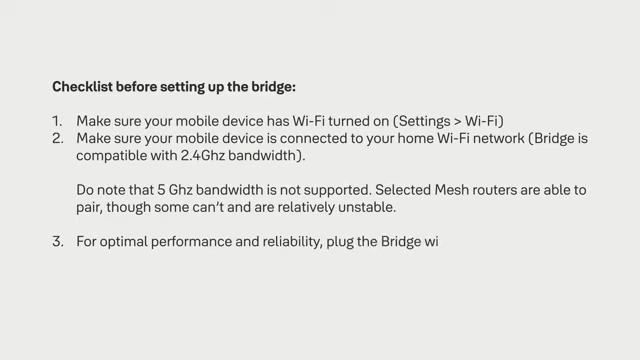 Checklist before setting up the bridge:
1. Make sure your mobile device has Wi-Fi turned on (Settings > Wi-Fi)
2. Make sure your mobile device is connected to your home Wi-Fi network (Bridge is
compatible with 2.4Ghz bandwidth).
Do note that 5 Ghz bandwidth is not supported. Selected Mesh routers are able to
pair, though some can’t and are relatively unstable.
3. For optimal performance and reliability, plug the Bridge wi